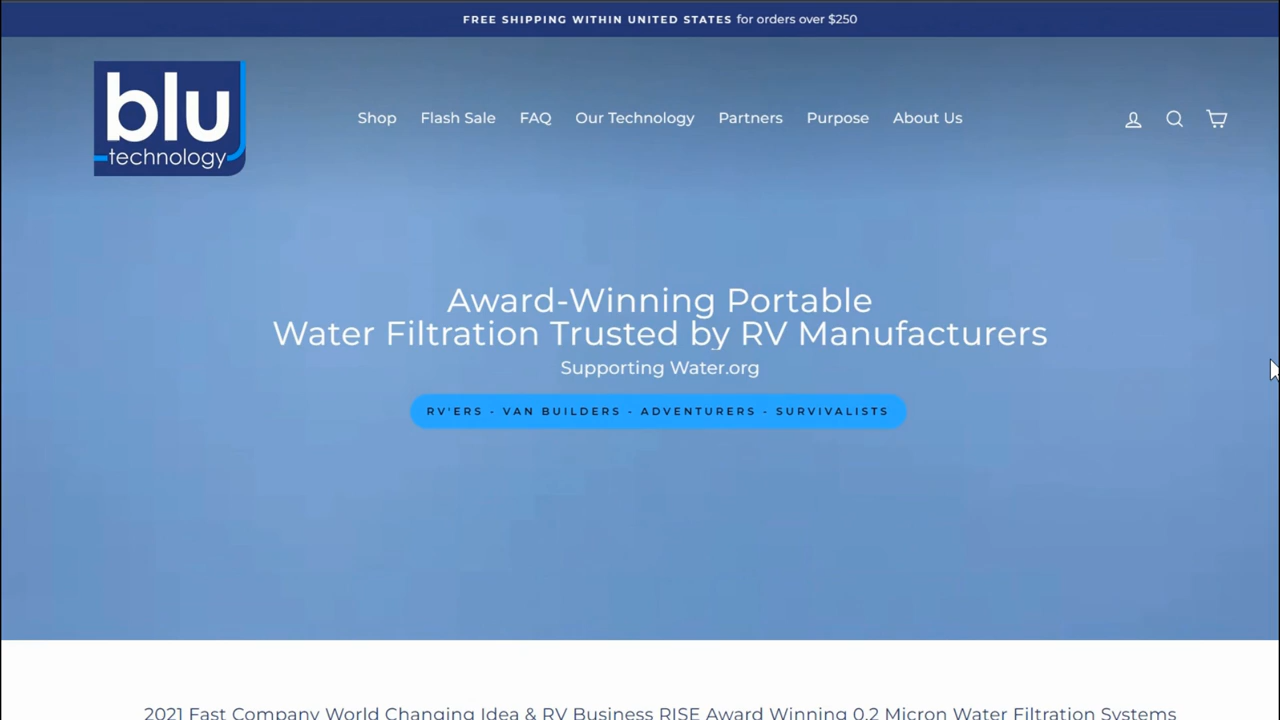 FREE SHIPPING WITHIN UNITED STATES for orders over $250
blu
technology
Shop Flash Sale FAQ Our Technology Partners Purpose About Us
Award-Winning Portable
Water Filtration Trusted by RV Manufacturers
Supporting Water.org
RV'ERS - VAN BUILDERS - ADVENTURERS - SURVIVALISTS
2021 Fast Company World Changing Idea & RV Business RISE Award Winning 0.2 Micron Water Filtration Systems